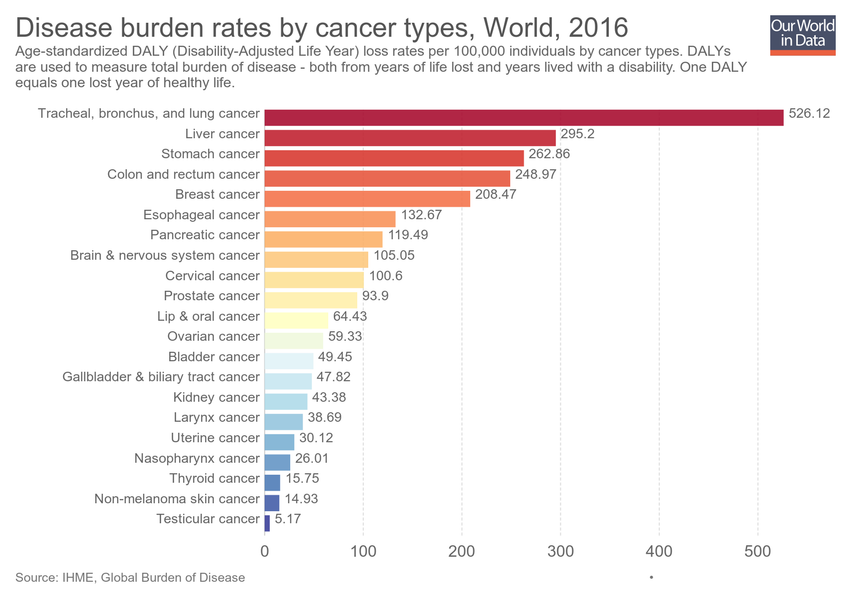 Disease burden rates by cancer types, World, 2016
Our World
in Data
Age-standardized DALY (Disability-Adjusted Life Year) loss rates per 100,000 individuals by cancer types. DALYs
are used to measure total burden of disease - both from years of life lost and years lived with a disability. One DALY
equals one lost year of healthy life.
Tracheal, bronchus, and lung cancer 526.12
Liver cancer 295.2
Stomach cancer 262.86
Colon and rectum cancer 248.97
Breast cancer 208.47
Esophageal cancer 132.67
Pancreatic cancer 119.49
Brain & nervous system cancer 105.05
Cervical cancer 100.6
Prostate cancer 93.9
Lip & oral cancer 64.43
Ovarian cancer 59.33
Bladder cancer 49.45
Gallbladder & biliary tract cancer 47.82
Kidney cancer 43.38
Larynx cancer 38.69
Uterine cancer 30.12
Nasopharynx cancer 26.01
Thyroid cancer 15.75
Non-melanoma skin cancer 14.93
Testicular cancer 5.17
0 100 200 300 400 500
Source: IHME, Global Burden of Disease